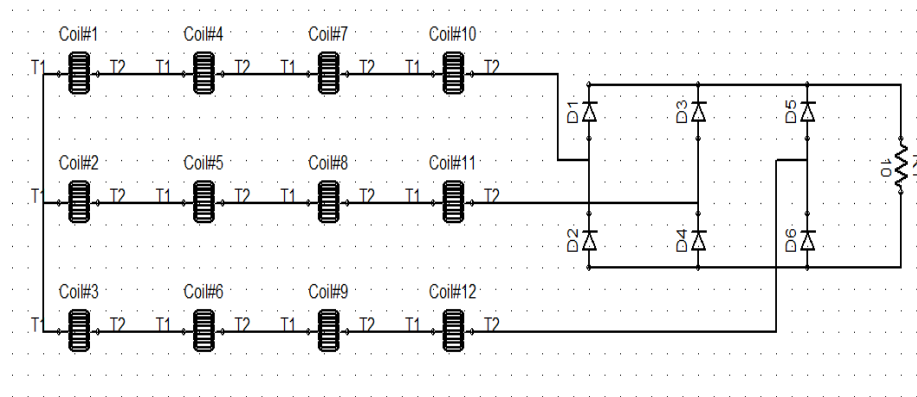 Coil#1 Coil#4 Coil#7 Coil#10
T1 T2 T1 T2 T1 T2 T1 T2
D1 D3 D5
Coil#2 Coil#5 Coil#8 Coil#11
10
T1 T2 T1 T2 T1 T2 T1 T2
D2 D4 D6
Coil#3 Coil#6 Coil#9 Coil#12
T1 T2 T1 T2 T1 T2 T1 T2